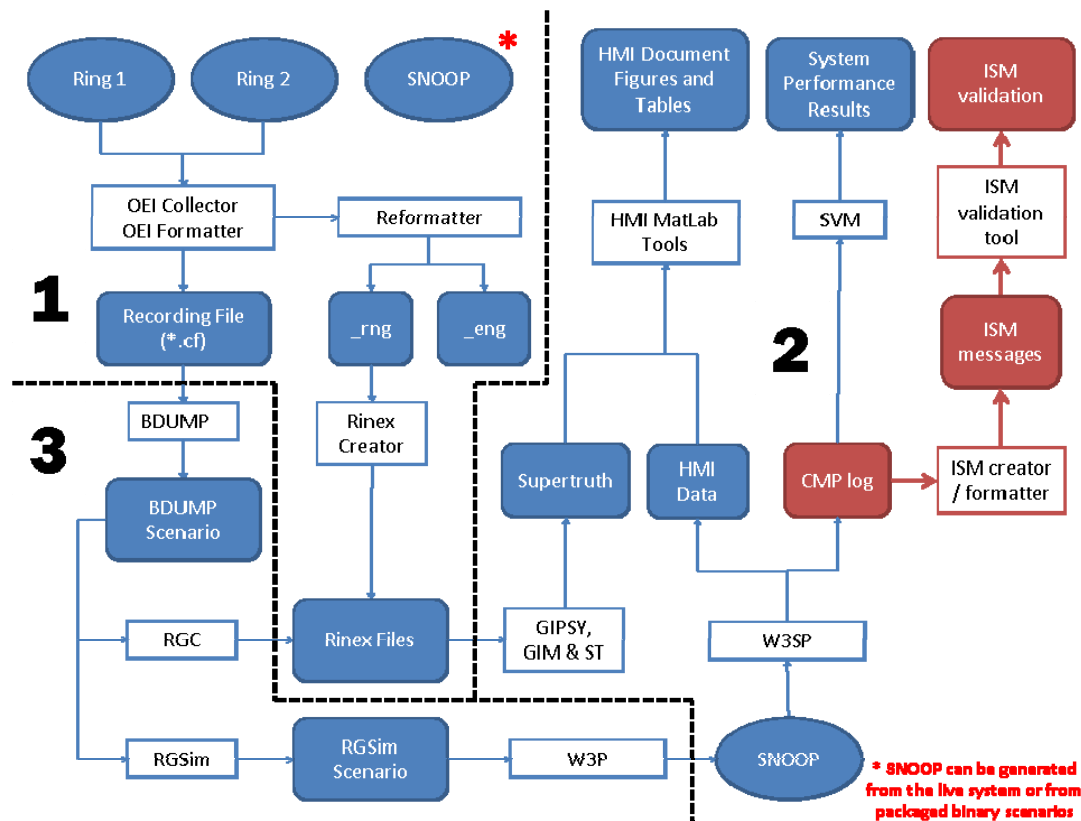 Ring 1
Ring 2
SNOOP
*
HMI Document
Figures and
Tables
System
Performance
Results
ISM
validation
OEI Collector
OEI Formatter
Reformatter
HMI MatLab
Tools
SVM
ISM
validation
tool
1
Recording File
(*.cf)
_rng
_eng
2
ISM
messages
3
BDUMP
Rinex
Creator
BDUMP
Scenario
Supertruth
HMI
Data
CMP log
ISM creator
/ formatter
RGC
Rinex Files
GIPSY,
GIM & ST
W3SP
RGSim
RGSim
Scenario
W3P
SNOOP
* SNOOP can be generated
from the live system or from
packaged binary scenarios